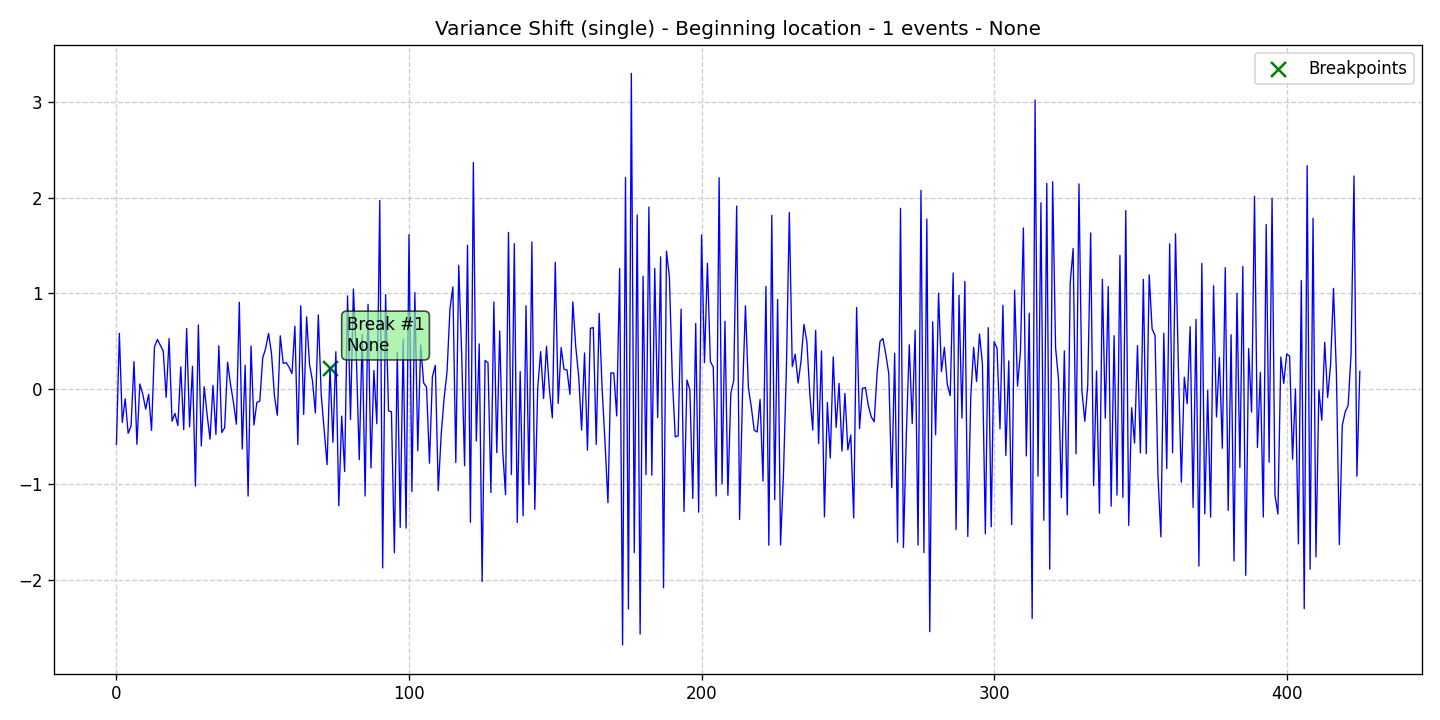 Variance Shift (single) - Beginning location - 1 events - None
Breakpoints
Break #1
None
3
2
1
0
−1
−2
0
100
200
300
400